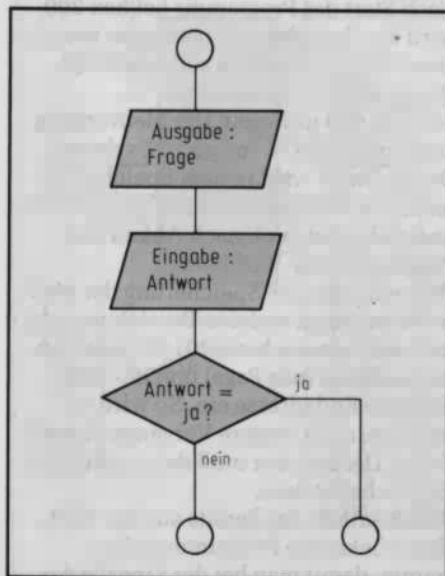 Ausgabe :
Frage
Eingabe :
Antwort
Antwort =
ja?
ja
nein